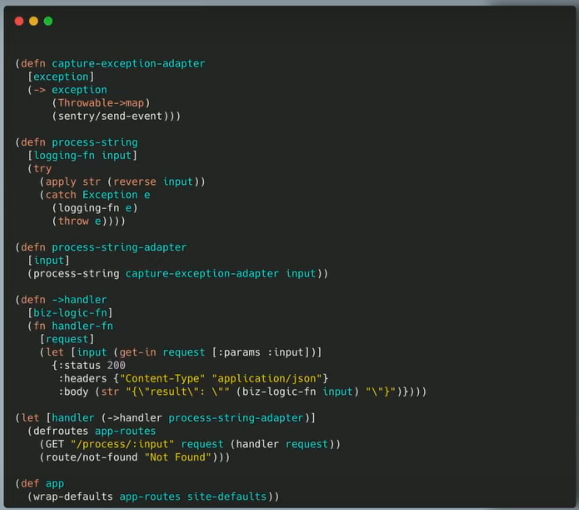 (defn capture-exception-adapter
  [exception]
  (-> exception
      (Throwable->map)
      (sentry/send-event)))

(defn process-string
  [logging-fn input]
  (try
    (apply str (reverse input))
    (catch Exception e
      (logging-fn e)
      (throw e))))

(defn process-string-adapter
  [input]
  (process-string capture-exception-adapter input))

(defn ->handler
  [biz-logic-fn]
  (fn handler-fn
    [request]
    (let [input (get-in request [:params :input])]
      {:status 200
       :headers {"Content-Type" "application/json"}
       :body (str "{\"result\": \"" (biz-logic-fn input) "\"}")})))

(let [handler (->handler process-string-adapter)]
  (defroutes app-routes
    (GET "/process/:input" request (handler request))
    (route/not-found "Not Found")))

(def app
  (wrap-defaults app-routes site-defaults))